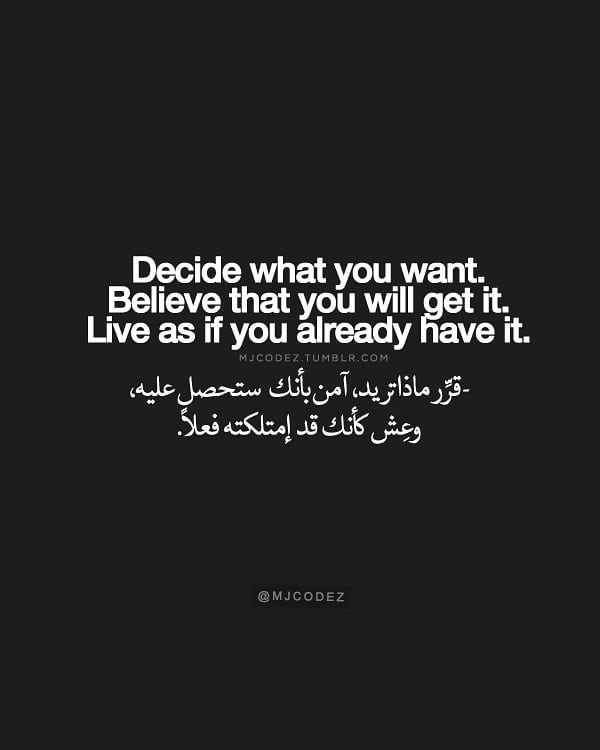 Decide what you want.
Believe that you will get it.
Live as if you already have it.
MJCODEZ.TUMBLR.COM
-قرِّر ماذا تريد، آمن بأنك ستحصل عليه،
وعِش كأنك قد إمتلكته فعلاً.
@MJCODEZ